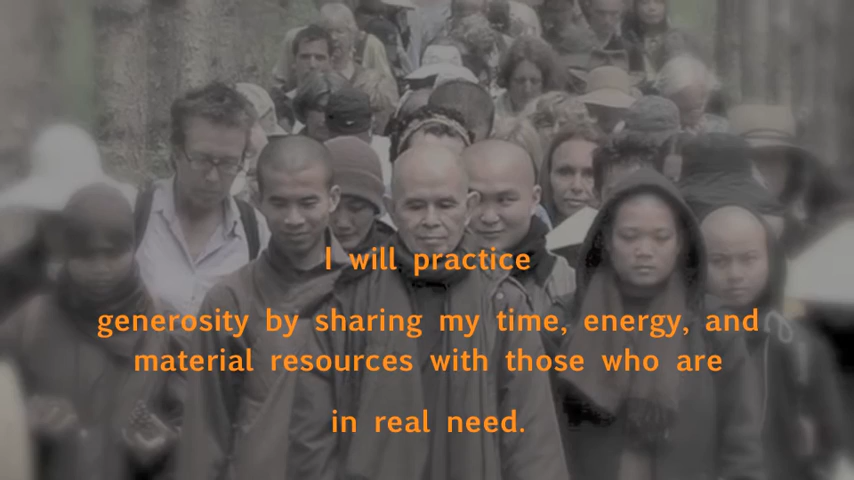 I will practice
generosity by sharing my time, energy, and
material resources with those who are
in real need.